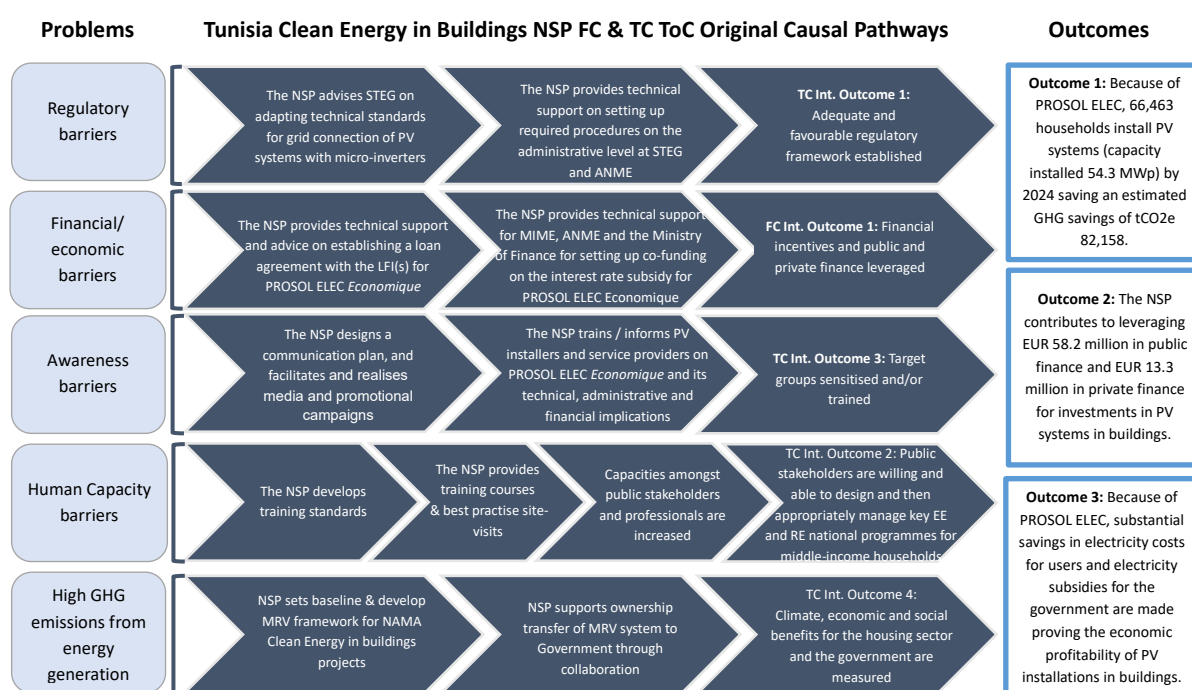 Problems
Tunisia Clean Energy in Buildings NSP FC & TC ToC Original Causal Pathways
Outcomes
Regulatory
barriers
The NSP advises STEG on
adapting technical standards
for grid connection of PV
systems with micro-inverters
The NSP provides technical
support on setting up
required procedures on the
administrative level at STEG
and ANME
TC Int. Outcome 1:
Adequate and
favourable regulatory
framework established
Financial/
economic
barriers
The NSP provides technical support
and advice on establishing a loan
agreement with the LFI(s) for
PROSOL ELEC Economique
The NSP provides technical support
for MIME, ANME and the Ministry
of Finance for setting up co-funding
on the interest rate subsidy for
PROSOL ELEC Economique
FC Int. Outcome 1: Financial
incentives and public and
private finance leveraged
Awareness
barriers
The NSP designs a
communication plan, and
facilitates and realises
media and promotional
campaigns
The NSP trains / informs PV
installers and service providers on
PROSOL ELEC Economique and its
technical, administrative and
financial implications
TC Int. Outcome 3: Target
groups sensitised and/or
trained
Human Capacity
barriers
The NSP develops
training standards
The NSP provides
training courses
& best practise site-
visits
Capacities amongst
public stakeholders
and professionals are
increased
TC Int. Outcome 2: Public
stakeholders are willing and
able to design and then
appropriately manage key EE
and RE national programmes for
middle-income households
High GHG
emissions from
energy
generation
NSP sets baseline & develop
MRV framework for NAMA
Clean Energy in buildings
projects
NSP supports ownership
transfer of MRV system to
Government through
collaboration
TC Int. Outcome 4:
Climate, economic and social
benefits for the housing sector
and the government are
measured
Outcome 1: Because of
PROSOL ELEC, 66,463
households install PV
systems (capacity
installed 54.3 MWp) by
2024 saving an estimated
GHG savings of tCO2e
82,158.
Outcome 2: The NSP
contributes to leveraging
EUR 58.2 million in public
finance and EUR 13.3
million in private finance
for investments in PV
systems in buildings.
Outcome 3: Because of
PROSOL ELEC, substantial
savings in electricity costs
for users and electricity
subsidies for the
government are made
proving the economic
profitability of PV
installations in buildings.